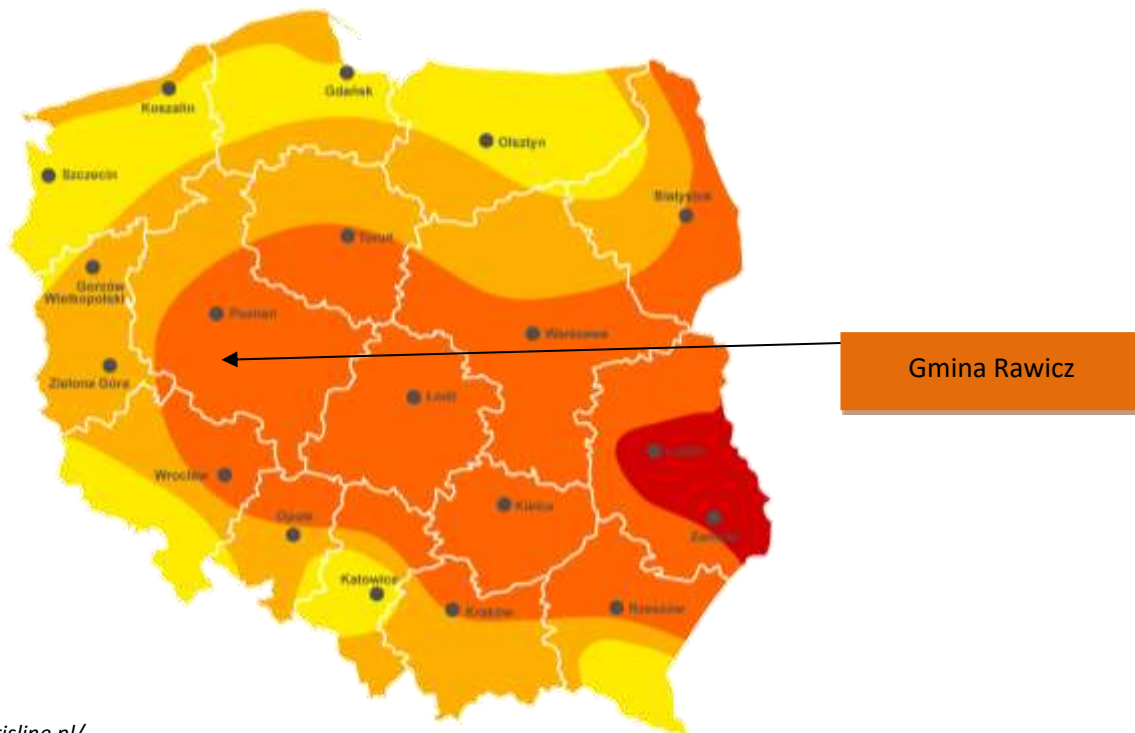 Gdańsk
Koszalin
Olsztyn
Szczecin
Białystok
Toruń
Gorzów
Wielkopolski
Poznań
Warszawa
Gmina Rawicz
Zielona Góra
Łódź
Lublin
Wrocław
Kielce
Opole
Zamość
Katowice
Kraków
Rzeszów